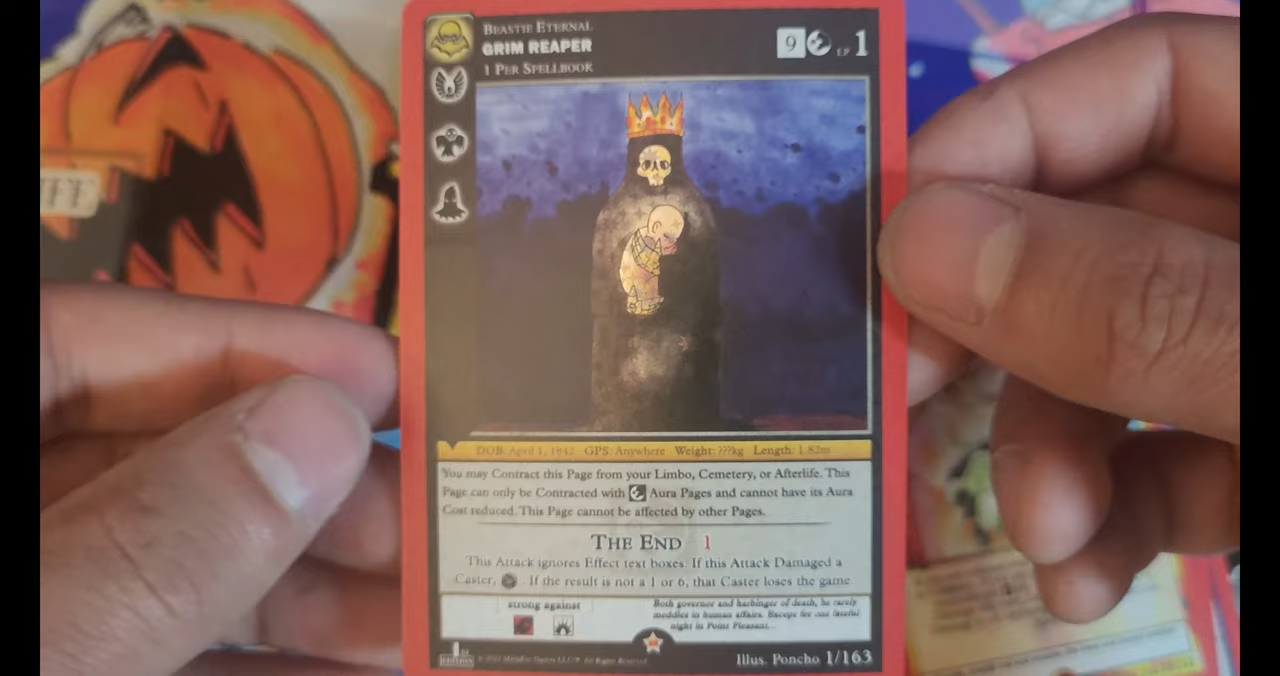 BEASTIE ETERNAL
GRIM REAPER
1 PER SPELLBOOK
9 EP 1
DOB: April 1, 1842 GPS: Anywhere Weight: ???kg Length: 1.82m
You may Contract this Page from your Limbo, Cemetery, or Afterlife. This
Page can only be Contracted with Aura Pages and cannot have its Aura
Cost reduced. This Page cannot be affected by other Pages.
THE END 1
This Attack ignores Effect text boxes. If this Attack Damaged a
Caster, If the result is not a 1 or 6, that Caster loses the game.
strong against
Both governor and harbinger of death, he rarely
meddles in human affairs. Except for one fateful
night in Point Pleasant...
1st
EDITION
All Rights Reserved
Illus. Poncho 1/163